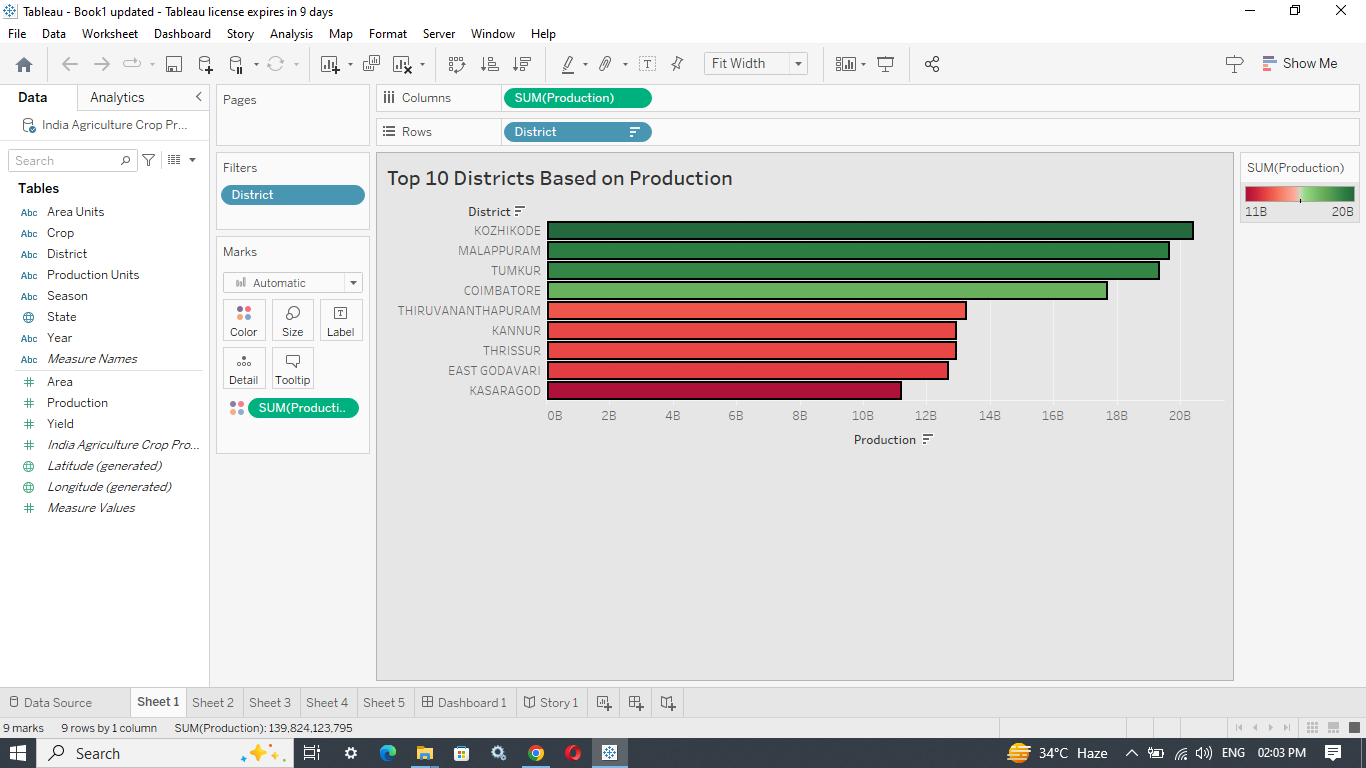 Tableau - Book1 updated - Tableau license expires in 9 days
File Data Worksheet Dashboard Story Analysis Map Format Server Window Help
Fit Width
Show Me
Data Analytics
India Agriculture Crop Pr...
Search
Tables
Abc Area Units
Abc Crop
Abc District
Abc Production Units
Abc Season
State
Abc Year
Measure Names
# Area
# Production
# Yield
# India Agriculture Crop Pro...
Latitude (generated)
Longitude (generated)
# Measure Values
Pages
Filters
District
Marks
Automatic
Color Size Label
Detail Tooltip
SUM(Producti..
Columns SUM(Production)
Rows District
Top 10 Districts Based on Production
District
KOZHIKODE
MALAPPURAM
TUMKUR
COIMBATORE
THIRUVANANTHAPURAM
KANNUR
THRISSUR
EAST GODAVARI
KASARAGOD
0B 2B 4B 6B 8B 10B 12B 14B 16B 18B 20B
Production
SUM(Production)
11B 20B
Data Source Sheet 1 Sheet 2 Sheet 3 Sheet 4 Sheet 5 Dashboard 1 Story 1
9 marks 9 rows by 1 column SUM(Production): 139,824,123,795
Search 34°C Haze ENG 02:03 PM